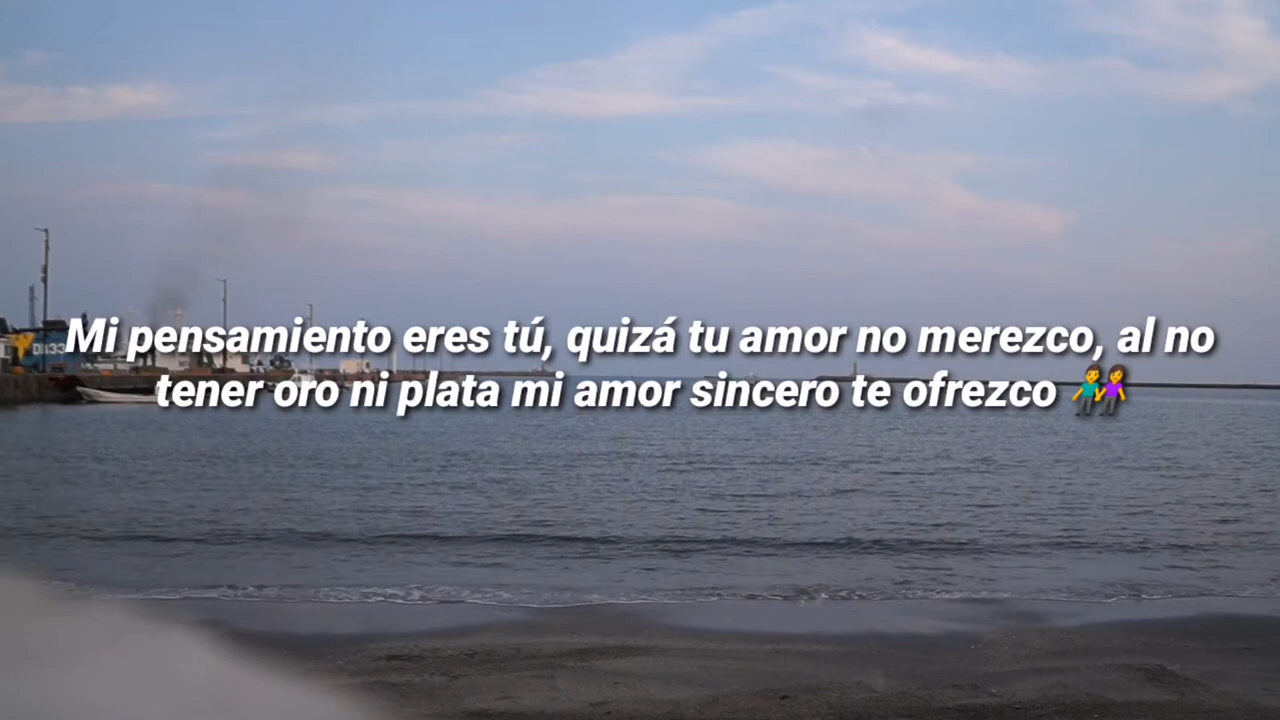 Mi pensamiento eres tú, quizá tu amor no merezco, al no
tener oro ni plata mi amor sincero te ofrezco 👫